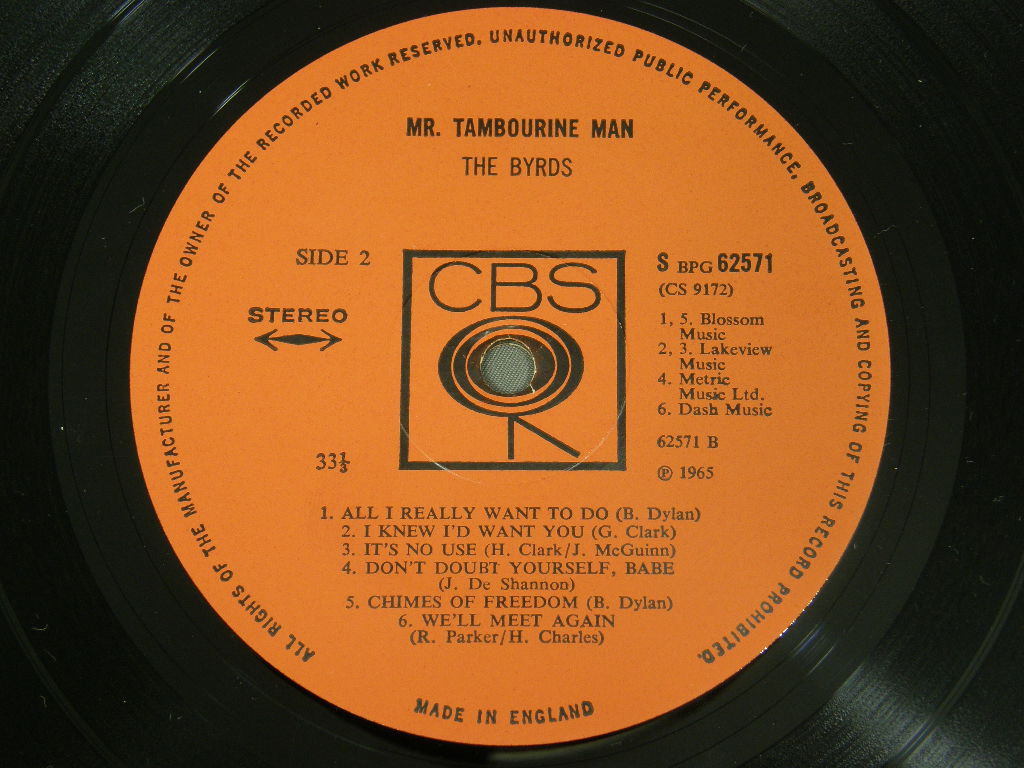 ALL RIGHTS OF THE MANUFACTURER AND OF THE OWNER OF THE RECORDED WORK RESERVED. UNAUTHORIZED PUBLIC PERFORMANCE, BROADCASTING AND COPYING OF THIS RECORD PROHIBITED.
MR. TAMBOURINE MAN
THE BYRDS
SIDE 2
STEREO
33⅓
CBS
S BPG 62571
(CS 9172)
1, 5. Blossom
Music
2, 3. Lakeview
Music
4. Metric
Music Ltd.
6. Dash Music
62571 B
℗ 1965
1. ALL I REALLY WANT TO DO (B. Dylan)
2. I KNEW I'D WANT YOU (G. Clark)
3. IT'S NO USE (H. Clark/J. McGuinn)
4. DON'T DOUBT YOURSELF, BABE
(J. De Shannon)
5. CHIMES OF FREEDOM (B. Dylan)
6. WE'LL MEET AGAIN
(R. Parker/H. Charles)
MADE IN ENGLAND